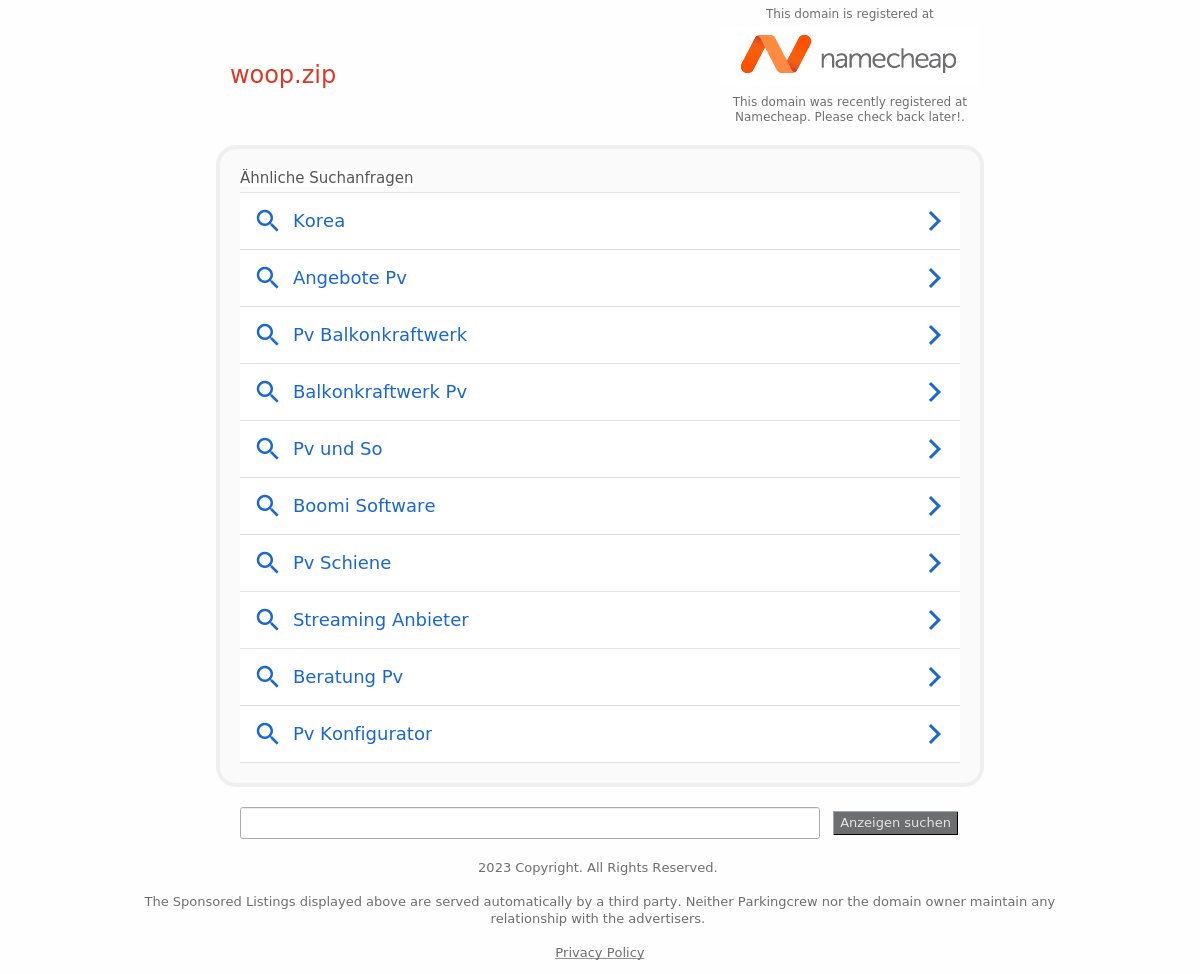 This domain is registered at
namecheap
woop.zip
This domain was recently registered at
Namecheap. Please check back later!.
Ähnliche Suchanfragen
Korea
Angebote Pv
Pv Balkonkraftwerk
Balkonkraftwerk Pv
Pv und So
Boomi Software
Pv Schiene
Streaming Anbieter
Beratung Pv
Pv Konfigurator
Anzeigen suchen
2023 Copyright. All Rights Reserved.
The Sponsored Listings displayed above are served automatically by a third party. Neither Parkingcrew nor the domain owner maintain any
relationship with the advertisers.
Privacy Policy